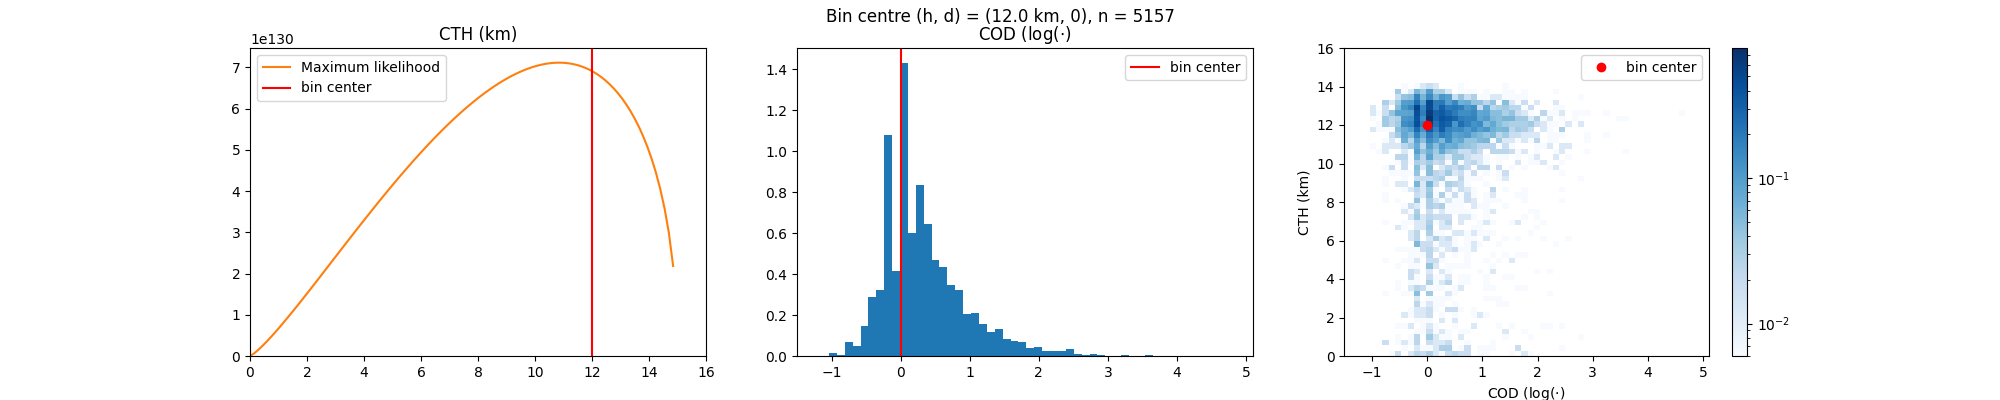 Bin centre (h, d) = (12.0 km, 0), n = 5157
CTH (km)
1e130
Maximum likelihood
bin center
7
6
5
4
3
2
1
0
0 2 4 6 8 10 12 14 16
COD (log(·)
bin center
1.4
1.2
1.0
0.8
0.6
0.4
0.2
0.0
−1 0 1 2 3 4 5
bin center
CTH (km)
16
14
12
10
8
6
4
2
0
−1 0 1 2 3 4 5
COD (log(·)
10⁻¹
10⁻²